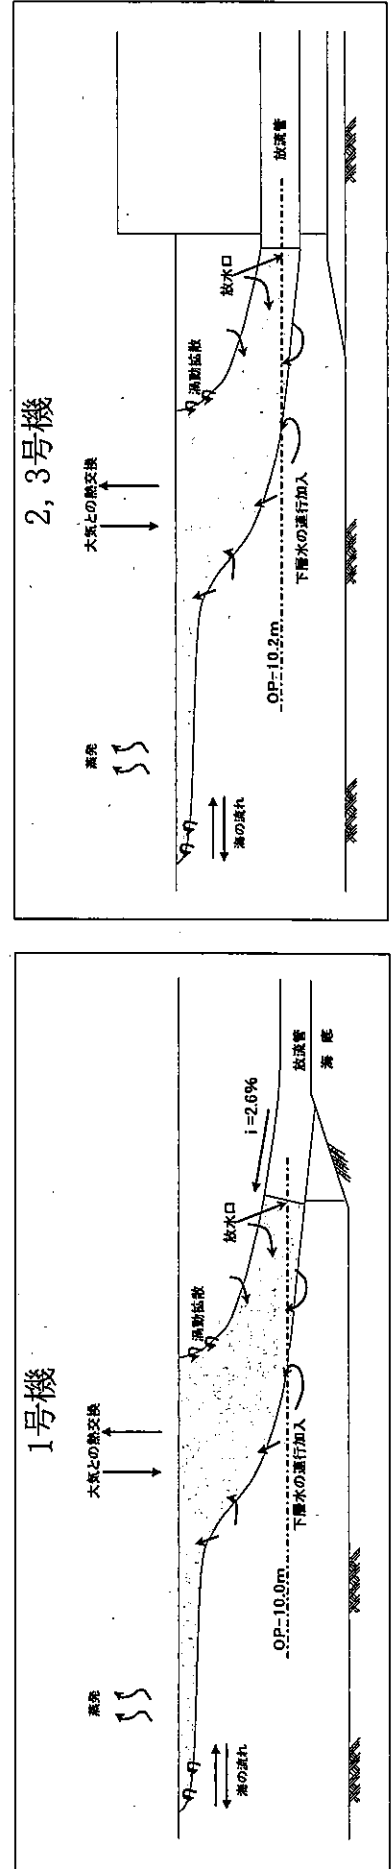 1号機
蒸発
大気との熱交換
渦動拡散
海の流れ
放水口
i=2.6%
OP-10.0m
下層水の連行加入
放流管
海底
2,3号機
蒸発
大気との熱交換
渦動拡散
海の流れ
放水口
放流管
OP-10.2m
下層水の連行加入